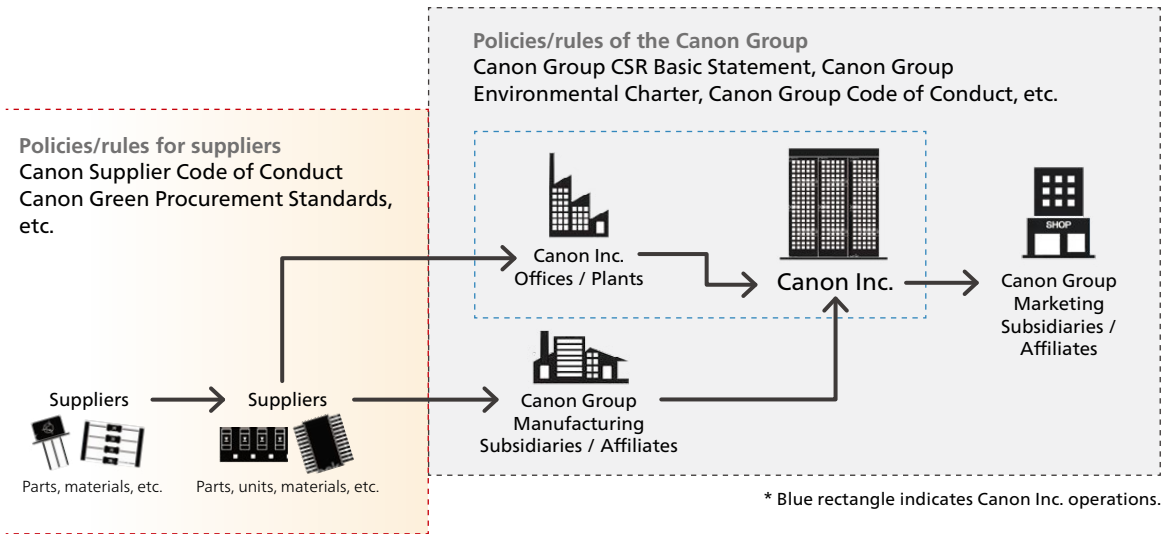 Policies/rules of the Canon Group
Canon Group CSR Basic Statement, Canon Group
Environmental Charter, Canon Group Code of Conduct, etc.
Policies/rules for suppliers
Canon Supplier Code of Conduct
Canon Green Procurement Standards,
etc.
SHOP
Canon Inc.
Offices / Plants
Canon Inc.
Canon Group
Marketing
Subsidiaries /
Affiliates
Suppliers
Suppliers
Canon Group
Manufacturing
Subsidiaries / Affiliates
Parts, materials, etc.
Parts, units, materials, etc.
* Blue rectangle indicates Canon Inc. operations.